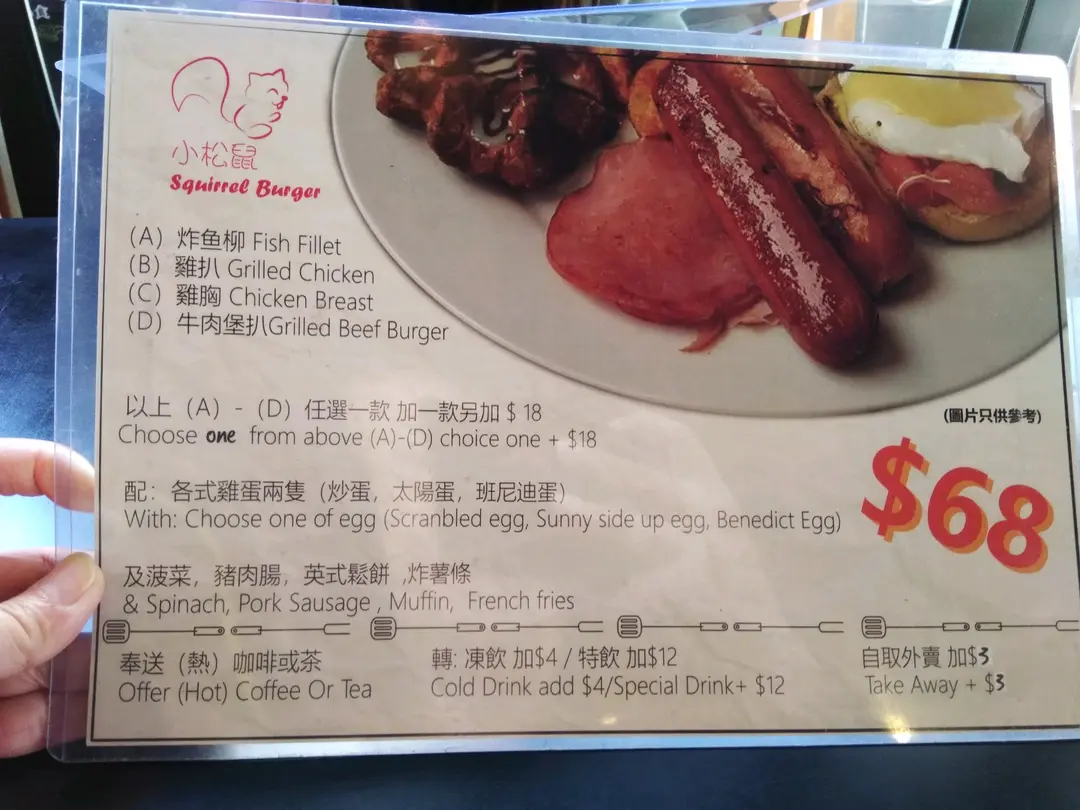 小松鼠
Squirrel Burger
(A) 炸鱼柳 Fish Fillet
(B) 雞扒 Grilled Chicken
(C) 雞胸 Chicken Breast
(D) 牛肉堡扒Grilled Beef Burger
以上（A）-（D）任選一款 加一款另加 $ 18
Choose one from above (A)-(D) choice one + $18
(圖片只供參考)
$68
配：各式雞蛋兩隻（炒蛋，太陽蛋，班尼迪蛋）
With: Choose one of egg (Scranbled egg, Sunny side up egg, Benedict Egg)
及菠菜，豬肉腸，英式鬆餅 ,炸薯條
& Spinach, Pork Sausage , Muffin, French fries
奉送（熱）咖啡或茶
Offer (Hot) Coffee Or Tea
轉: 凍飲 加$4 / 特飲 加$12
Cold Drink add $4/Special Drink+ $12
自取外賣 加$3
Take Away + $3